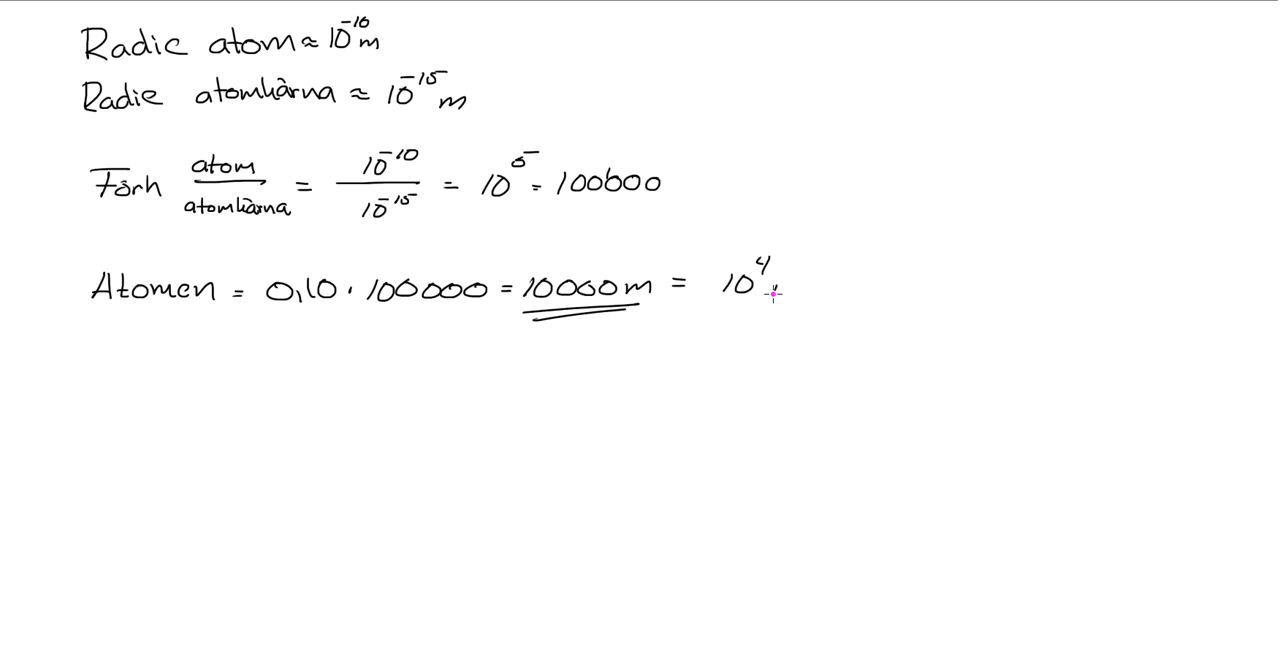 Radie atom ≈ 10⁻¹⁰ m
Radie atomkärna ≈ 10⁻¹⁵ m
Förh atom/atomkärna = 10⁻¹⁰/10⁻¹⁵ = 10⁵ = 100000
Atomen = 0,10 · 100000 = 10000 m = 10⁴